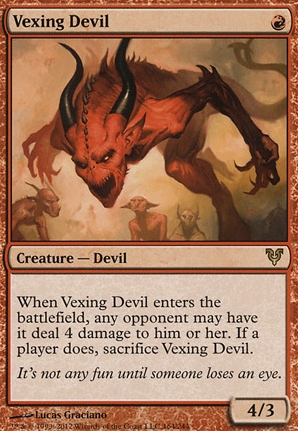 Vexing Devil
Creature — Devil
When Vexing Devil enters the
battlefield, any opponent may have
it deal 4 damage to him or her. If a
player does, sacrifice Vexing Devil.
It's not any fun until someone loses an eye.
Lucas Graciano
4/3